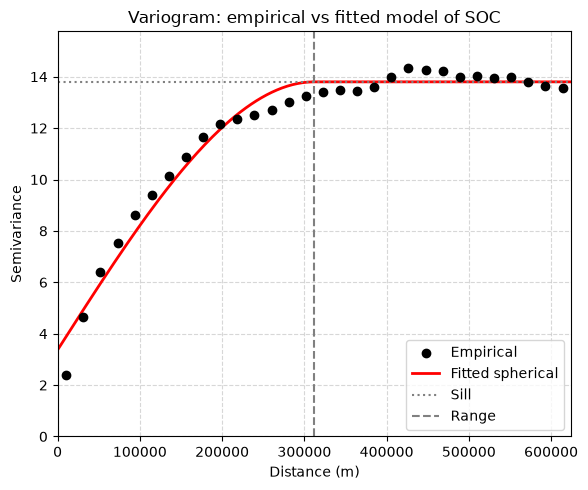 Variogram: empirical vs fitted model of SOC
Semivariance
14
12
10
8
6
4
2
0
Empirical
Fitted spherical
Sill
Range
0 100000 200000 300000 400000 500000 600000
Distance (m)